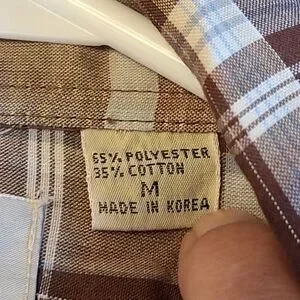 65% POLYESTER
35% COTTON
M
MADE IN KOREA